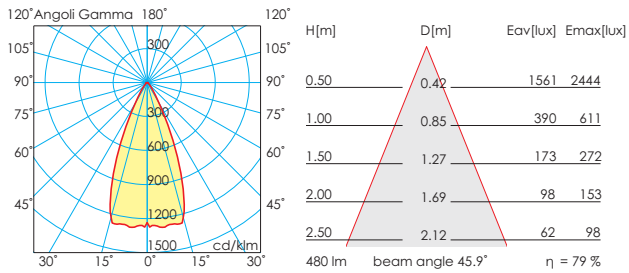 120° Angoli Gamma 180° 120°
105° 300 105°
90° 90°
300
75° 75°
600
60° 60°
900
45° 1200 45°
1500 cd/klm
30° 15° 0° 15° 30°
H[m] D[m] Eav[lux] Emax[lux]
0.50 0.42 1561 2444
1.00 0.85 390 611
1.50 1.27 173 272
2.00 1.69 98 153
2.50 2.12 62 98
480 lm beam angle 45.9° η = 79 %